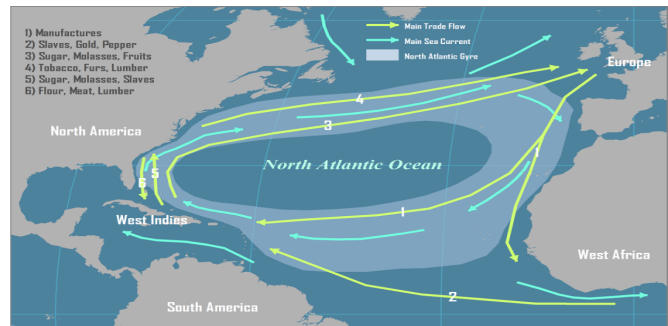 1) Manufactures
2) Slaves, Gold, Pepper
3) Sugar, Molasses, Fruits
4) Tobacco, Furs, Lumber
5) Sugar, Molasses, Slaves
6) Flour, Meat, Lumber
Main Trade Flow
Main Sea Current
North Atlantic Gyre
Europe
4
3
North America
1
North Atlantic Ocean
5
6
1
West Indies
West Africa
2
South America